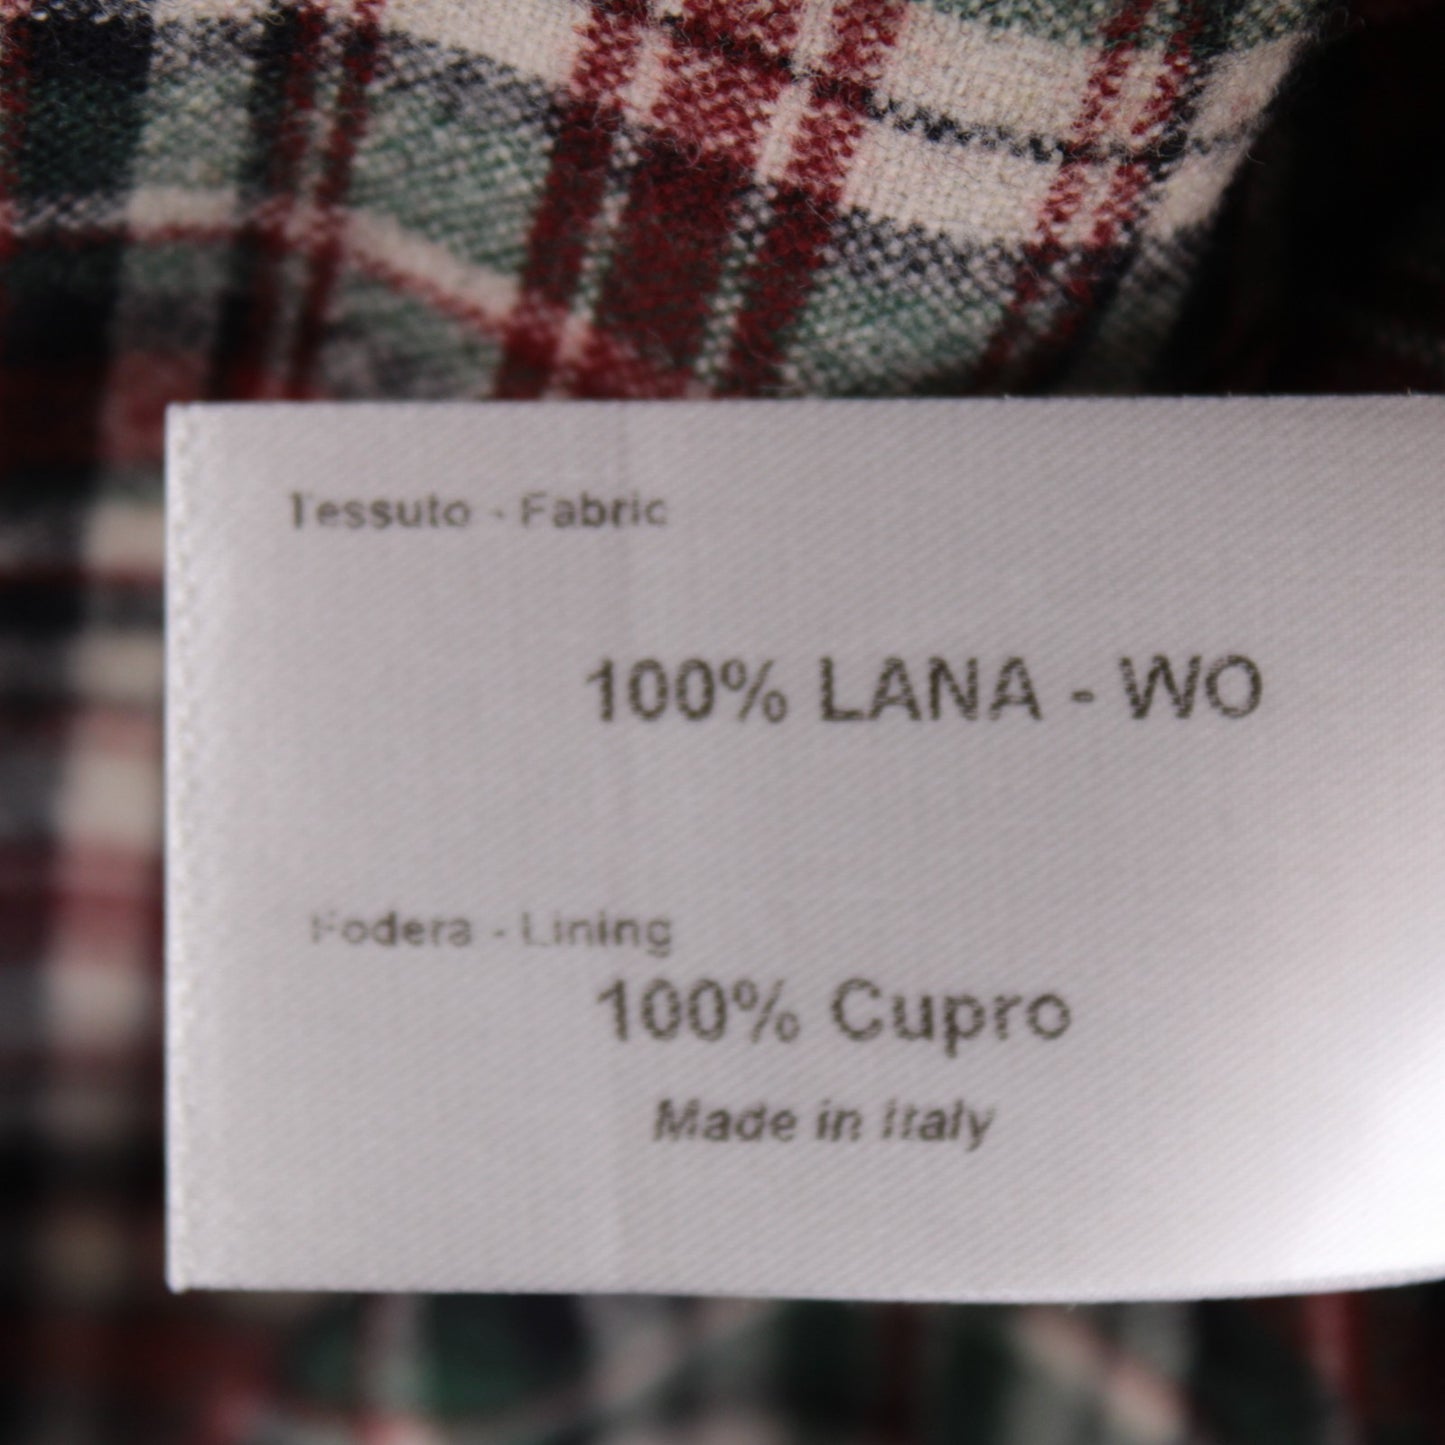 Tessuto - Fabric
100% LANA - WO
Fodera - Lining
100% Cupro
Made in Italy